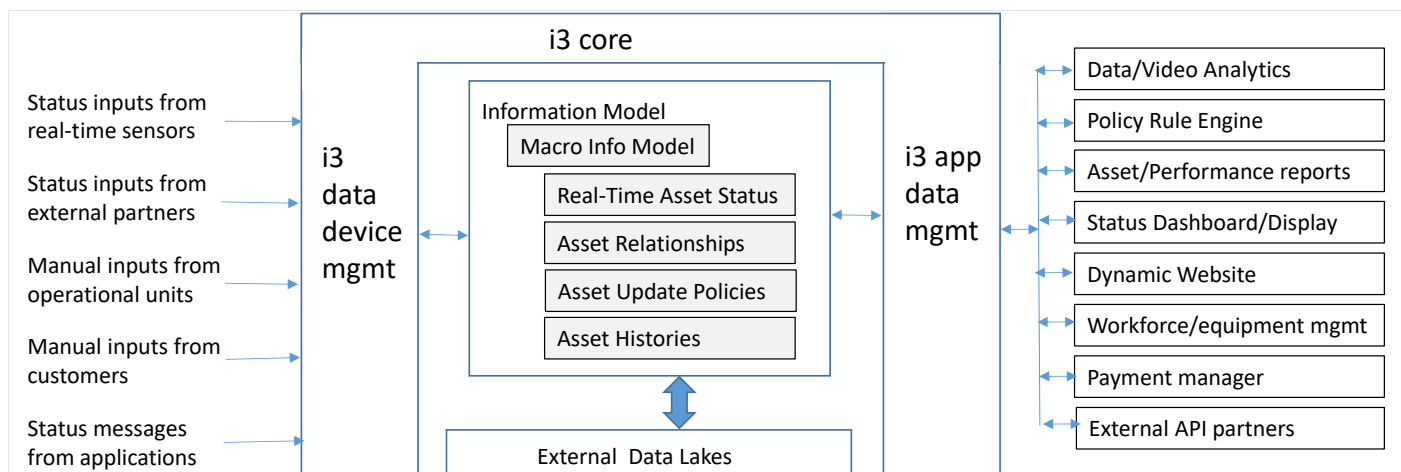 i3 core
Status inputs from
real-time sensors
Status inputs from
external partners
Manual inputs from
operational units
Manual inputs from
customers
Status messages
from applications
i3
data
device
mgmt
Information Model
Macro Info Model
Real-Time Asset Status
Asset Relationships
Asset Update Policies
Asset Histories
External Data Lakes
i3 app
data
mgmt
Data/Video Analytics
Policy Rule Engine
Asset/Performance reports
Status Dashboard/Display
Dynamic Website
Workforce/equipment mgmt
Payment manager
External API partners